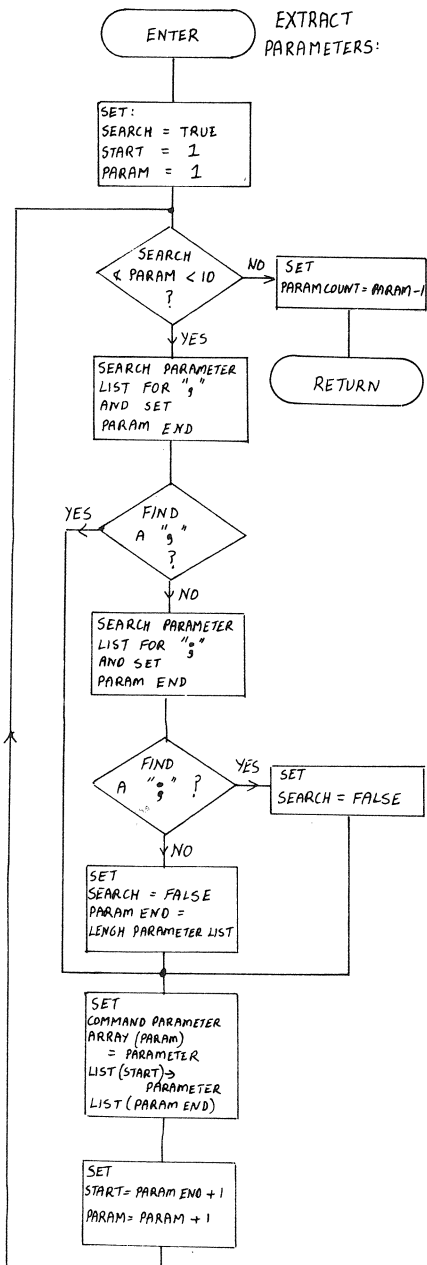 ENTER
EXTRACT
PARAMETERS:
SET:
SEARCH = TRUE
START = 1
PARAM = 1
SEARCH
& PARAM < 10
?
NO
SET
PARAMCOUNT = PARAM-1
RETURN
YES
SEARCH PARAMETER
LIST FOR ","
AND SET
PARAM END
FIND
A ","
?
YES
NO
SEARCH PARAMETER
LIST FOR ";"
AND SET
PARAM END
FIND
A ";" ?
YES
SET
SEARCH = FALSE
NO
SET
SEARCH = FALSE
PARAM END =
LENGH PARAMETER LIST
SET
COMMAND PARAMETER
ARRAY (PARAM)
= PARAMETER
LIST (START)→
PARAMETER
LIST (PARAM END)
SET
START = PARAM END + 1
PARAM = PARAM + 1